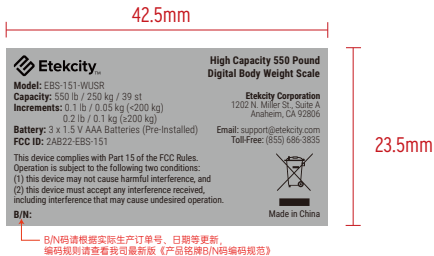 42.5mm
Etekcity™
Model: EBS-151-WUSR
Capacity: 550 lb / 250 kg / 39 st
Increments: 0.1 lb / 0.05 kg (<200 kg)
0.2 lb / 0.1 kg (≥200 kg)
Battery: 3 x 1.5 V AAA Batteries (Pre-Installed)
FCC ID: 2AB22-EBS-151
This device complies with Part 15 of the FCC Rules.
Operation is subject to the following two conditions:
(1) this device may not cause harmful interference, and
(2) this device must accept any interference received,
including interference that may cause undesired operation.
B/N:
High Capacity 550 Pound
Digital Body Weight Scale
Etekcity Corporation
1202 N. Miller St., Suite A
Anaheim, CA 92806
Email: support@etekcity.com
Toll-Free: (855) 686-3835
Made in China
23.5mm
B/N码请根据实际生产订单号、日期等更新,
编码规则请查看我司最新版《产品铭牌B/N码编码规范》